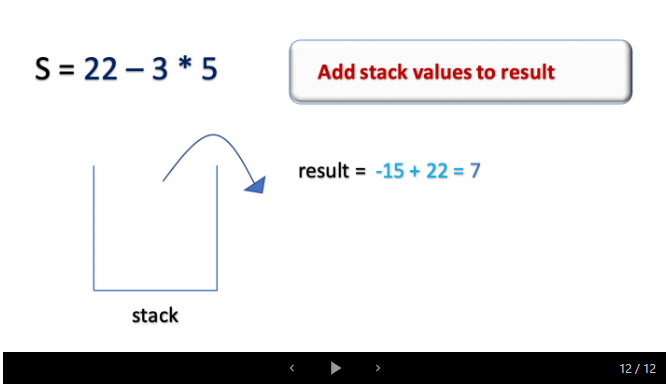 S = 22 – 3 * 5
Add stack values to result
result = -15 + 22 = 7
stack
12 / 12